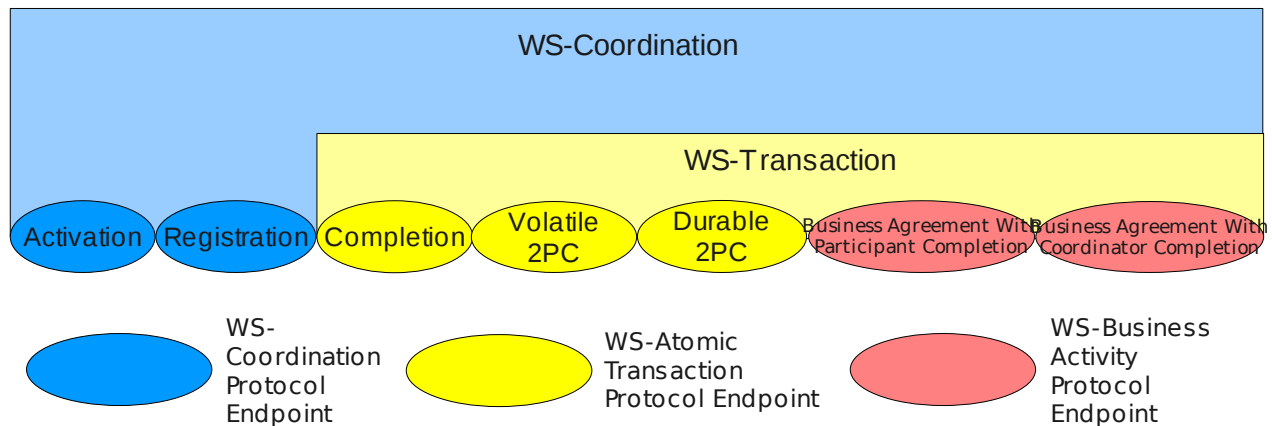 WS-Coordination
WS-Transaction
Activation
Registration
Completion
Volatile
2PC
Durable
2PC
Business Agreement With
Participant Completion
Business Agreement With
Coordinator Completion
WS-
Coordination
Protocol
Endpoint
WS-Atomic
Transaction
Protocol Endpoint
WS-Business
Activity
Protocol
Endpoint